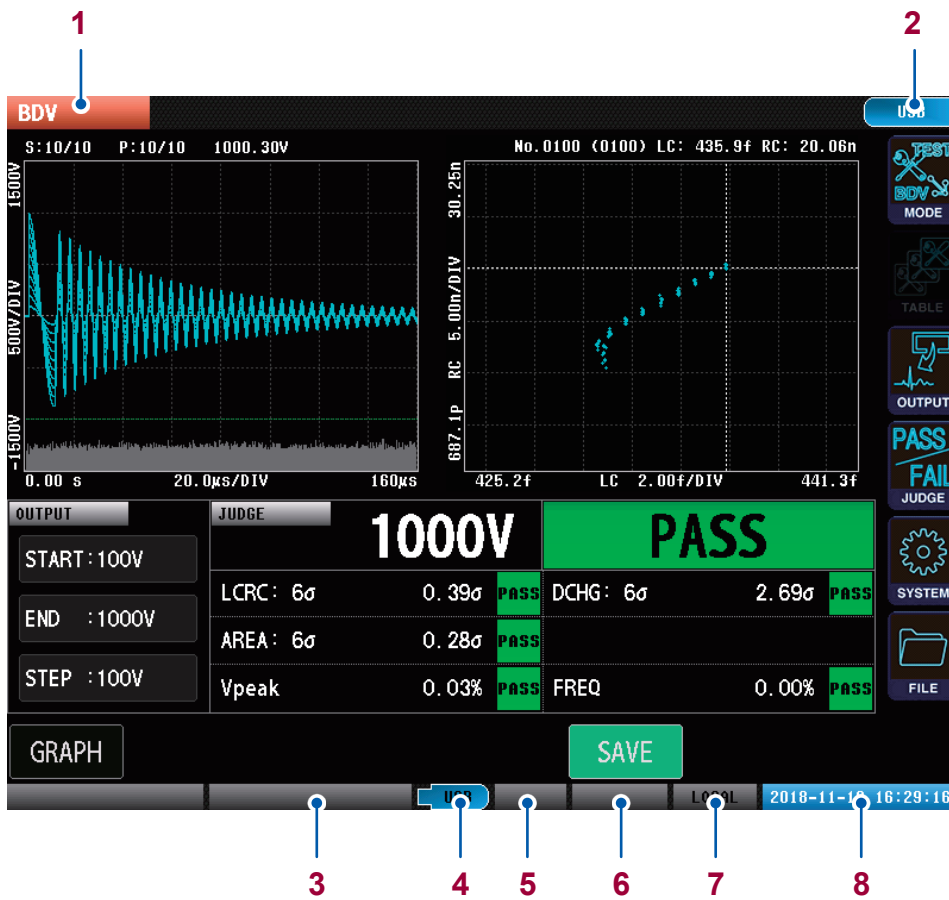 1
2
BDV
USB
S:10/10 P:10/10 1000.30V
No.0100 (0100) LC: 435.9f RC: 20.06n
1500V
500V/DIV
-1500V
0.00 s 20.0μs/DIV 160μs
30.25n
RC 5.00n/DIV
687.1P
425.2f LC 2.00f/DIV 441.3f
TEST
BDV
MODE
TABLE
OUTPUT
PASS
FAIL
JUDGE
SYSTEM
FILE
OUTPUT
START:100V
END :1000V
STEP :100V
JUDGE
1000V
PASS
LCRC: 6σ 0.39σ PASS
DCHG: 6σ 2.69σ PASS
AREA: 6σ 0.28σ PASS
Vpeak 0.03% PASS
FREQ 0.00% PASS
GRAPH
SAVE
USB
LOCAL
16:29:16
3
4
5
6
7
8